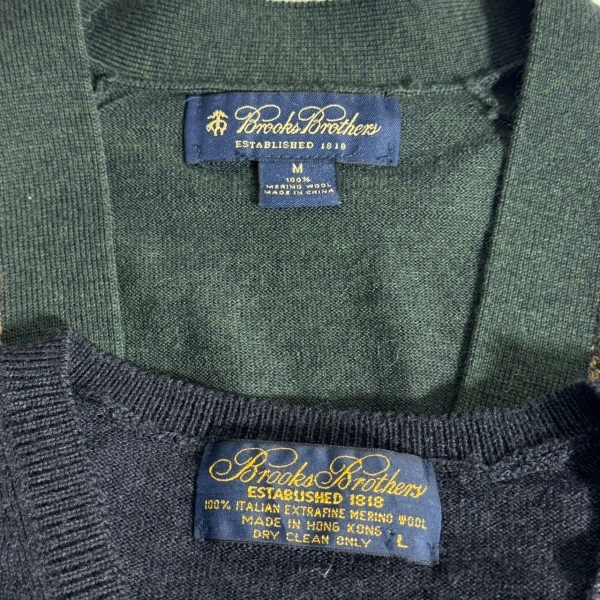 Brooks Brothers
ESTABLISHED 1818
M
100%
MERINO WOOL
MADE IN CHINA
Brooks Brothers
ESTABLISHED 1818
100% ITALIAN EXTRAFINE MERINO WOOL
MADE IN HONG KONG
DRY CLEAN ONLY L